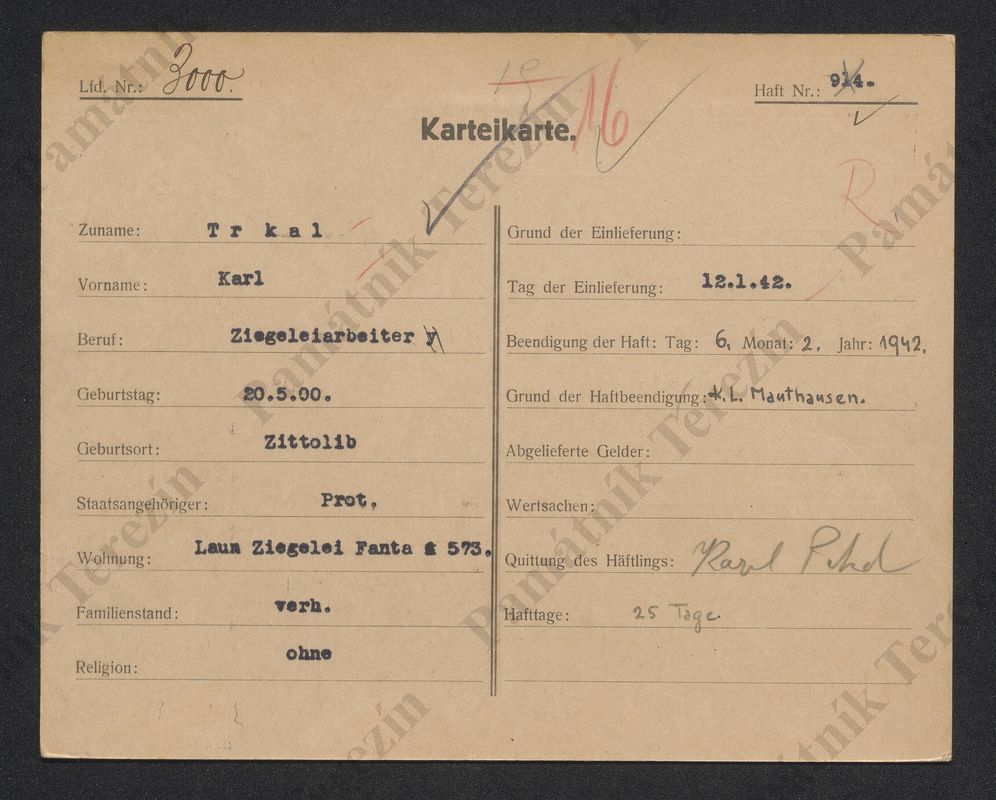 Lfd. Nr.: 3000.
Haft Nr.: 914.-
16
Karteikarte.
R
Zuname: Trkal
Vorname: Karl
Beruf: Ziegeleiarbeiter
Geburtstag: 20.5.00.
Geburtsort: Zittolib
Staatsangehöriger: Prot.
Wohnung: Laun Ziegelei Fanta 573.
Familienstand: verh.
Religion: ohne
Grund der Einlieferung:
Tag der Einlieferung: 12.1.42.
Beendigung der Haft: Tag: 6, Monat: 2. Jahr: 1942.
Grund der Haftbeendigung: K.L. Mauthausen.
Abgelieferte Gelder:
Wertsachen:
Quittung des Häftlings: Karel
Hafttage: 25 Tage.
Památník Terezín